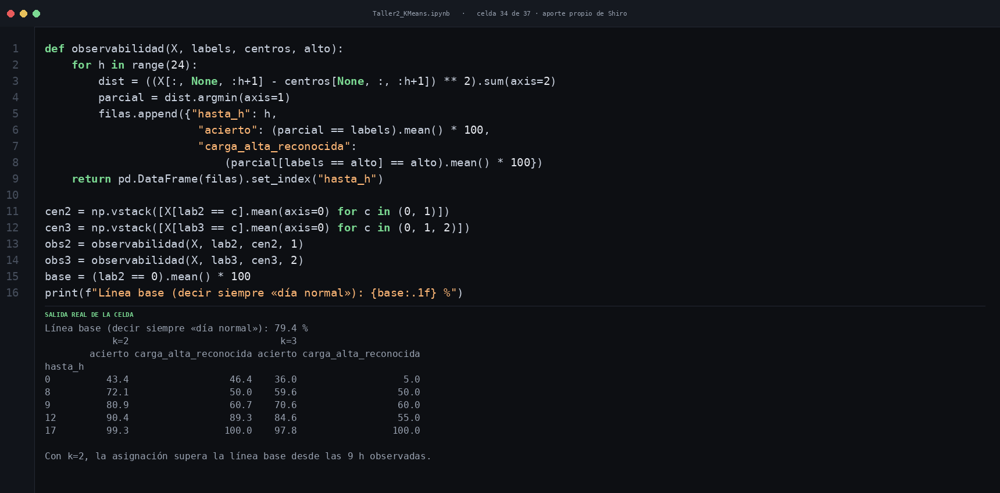 Taller2_KMeans.ipynb · celda 34 de 37 · aporte propio de Shiro
1 def observabilidad(X, labels, centros, alto):
2     for h in range(24):
3         dist = ((X[:, None, :h+1] - centros[None, :, :h+1]) ** 2).sum(axis=2)
4         parcial = dist.argmin(axis=1)
5         filas.append({"hasta_h": h,
6                        "acierto": (parcial == labels).mean() * 100,
7                        "carga_alta_reconocida":
8                            (parcial[labels == alto] == alto).mean() * 100})
9     return pd.DataFrame(filas).set_index("hasta_h")
10
11 cen2 = np.vstack([X[lab2 == c].mean(axis=0) for c in (0, 1)])
12 cen3 = np.vstack([X[lab3 == c].mean(axis=0) for c in (0, 1, 2)])
13 obs2 = observabilidad(X, lab2, cen2, 1)
14 obs3 = observabilidad(X, lab3, cen3, 2)
15 base = (lab2 == 0).mean() * 100
16 print(f"Línea base (decir siempre «día normal»): {base:.1f} %")
SALIDA REAL DE LA CELDA
Línea base (decir siempre «día normal»): 79.4 %
            k=2                           k=3
        acierto carga_alta_reconocida acierto carga_alta_reconocida
hasta_h
0          43.4                  46.4    36.0                   5.0
8          72.1                  50.0    59.6                  50.0
9          80.9                  60.7    70.6                  60.0
12         90.4                  89.3    84.6                  55.0
17         99.3                 100.0    97.8                 100.0
Con k=2, la asignación supera la línea base desde las 9 h observadas.